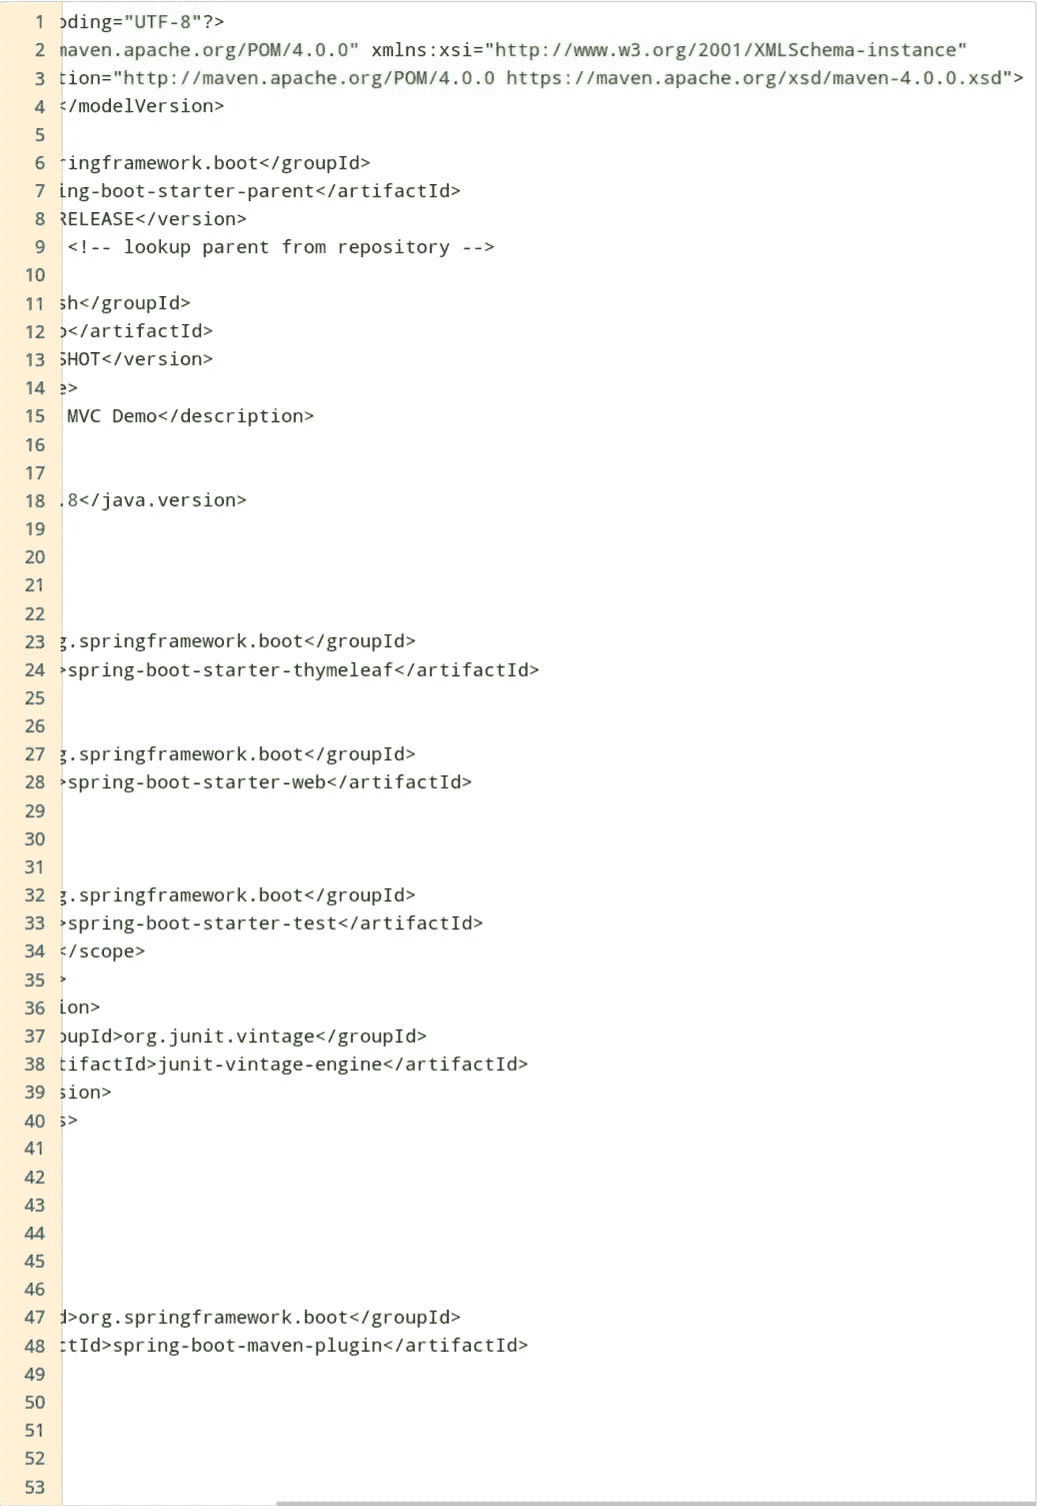 1 oding="UTF-8"?>
2 maven.apache.org/POM/4.0.0" xmlns:xsi="http://www.w3.org/2001/XMLSchema-instance"
3 tion="http://maven.apache.org/POM/4.0.0 https://maven.apache.org/xsd/maven-4.0.0.xsd">
4 </modelVersion>
5
6 ringframework.boot</groupId>
7 ing-boot-starter-parent</artifactId>
8 RELEASE</version>
9 <!-- lookup parent from repository -->
10
11 sh</groupId>
12 o</artifactId>
13 SHOT</version>
14 e>
15 MVC Demo</description>
16
17
18 .8</java.version>
19
20
21
22
23 g.springframework.boot</groupId>
24 >spring-boot-starter-thymeleaf</artifactId>
25
26
27 g.springframework.boot</groupId>
28 >spring-boot-starter-web</artifactId>
29
30
31
32 g.springframework.boot</groupId>
33 >spring-boot-starter-test</artifactId>
34 </scope>
35 >
36 ion>
37 oupId>org.junit.vintage</groupId>
38 tifactId>junit-vintage-engine</artifactId>
39 sion>
40 s>
41
42
43
44
45
46
47 d>org.springframework.boot</groupId>
48 ctId>spring-boot-maven-plugin</artifactId>
49
50
51
52
53